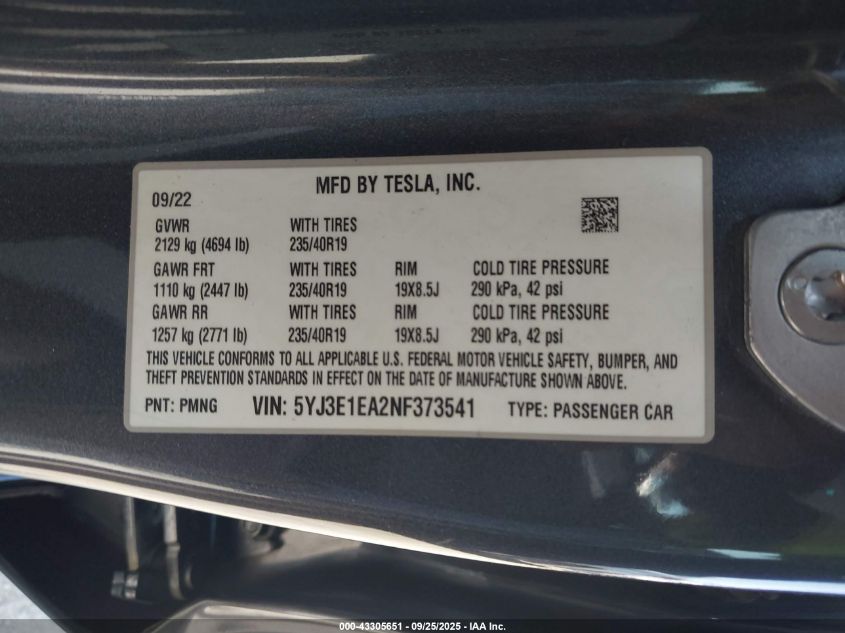 MFD BY TESLA, INC.
09/22
GVWR WITH TIRES
2129 kg (4694 lb) 235/40R19
GAWR FRT WITH TIRES RIM COLD TIRE PRESSURE
1110 kg (2447 lb) 235/40R19 19X8.5J 290 kPa, 42 psi
GAWR RR WITH TIRES RIM COLD TIRE PRESSURE
1257 kg (2771 lb) 235/40R19 19X8.5J 290 kPa, 42 psi
THIS VEHICLE CONFORMS TO ALL APPLICABLE U.S. FEDERAL MOTOR VEHICLE SAFETY, BUMPER, AND
THEFT PREVENTION STANDARDS IN EFFECT ON THE DATE OF MANUFACTURE SHOWN ABOVE.
PNT: PMNG VIN: 5YJ3E1EA2NF373541 TYPE: PASSENGER CAR
000-43305651 - 09/25/2025 - IAA Inc.